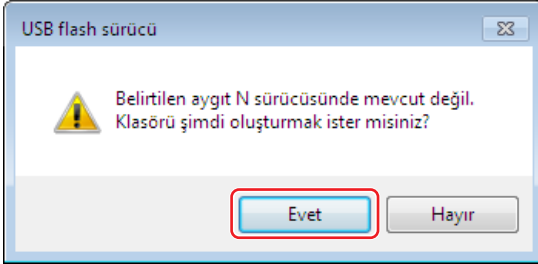 USB flash sürücü
Belirtilen aygıt N sürücüsünde mevcut değil.
Klasörü şimdi oluşturmak ister misiniz?
Evet
Hayır